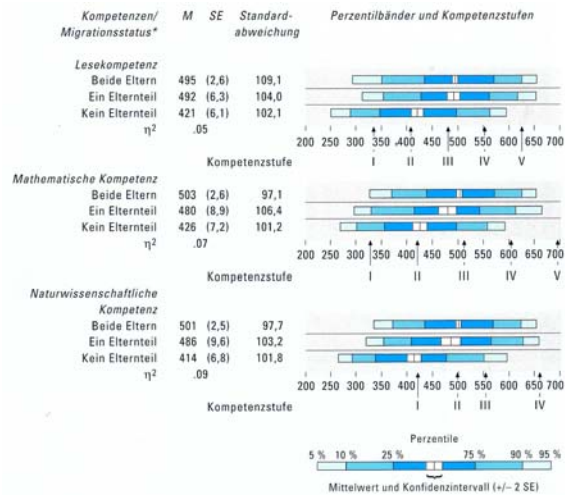 Kompetenzen/ M SE Standard- Perzentilbänder und Kompetenzstufen
Migrationsstatus* abweichung
Lesekompetenz
Beide Eltern 495 (2,6) 109,1
Ein Elternteil 492 (6,3) 104,0
Kein Elternteil 421 (6,1) 102,1
η² .05 200 250 300 350 400 450 500 550 600 650 700
Kompetenzstufe I II III IV V
Mathematische Kompetenz
Beide Eltern 503 (2,6) 97,1
Ein Elternteil 480 (8,9) 106,4
Kein Elternteil 426 (7,2) 101,2
η² .07 200 250 300 350 400 450 500 550 600 650 700
Kompetenzstufe I II III IV V
Naturwissenschaftliche
Kompetenz
Beide Eltern 501 (2,5) 97,7
Ein Elternteil 486 (9,6) 103,2
Kein Elternteil 414 (6,8) 101,8
η² .09 200 250 300 350 400 450 500 550 600 650 700
Kompetenzstufe I II III IV
Perzentile
5 % 10 % 25 % 75 % 90 % 95 %
Mittelwert und Konfidenzintervall (+/– 2 SE)